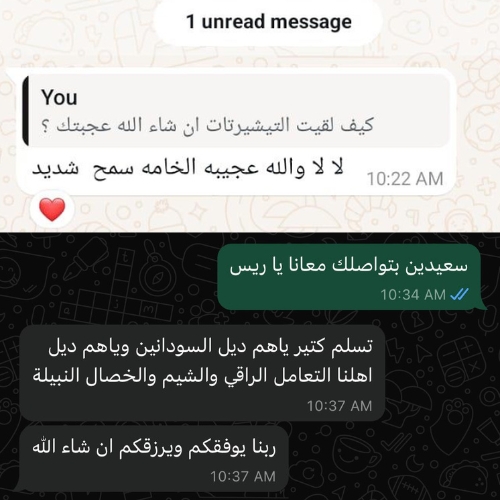 1 unread message
You
كيف لقيت التيشيرتات ان شاء الله عجبتك ؟
لا لا والله عجيبه الخامه سمح شديد
10:22 AM
سعيدين بتواصلك معانا يا ريس
10:34 AM
تسلم كتير ياهم ديل السودانين وياهم ديل
اهلنا التعامل الراقي والشيم والخصال النبيلة
10:37 AM
ربنا يوفقكم ويرزقكم ان شاء الله
10:37 AM